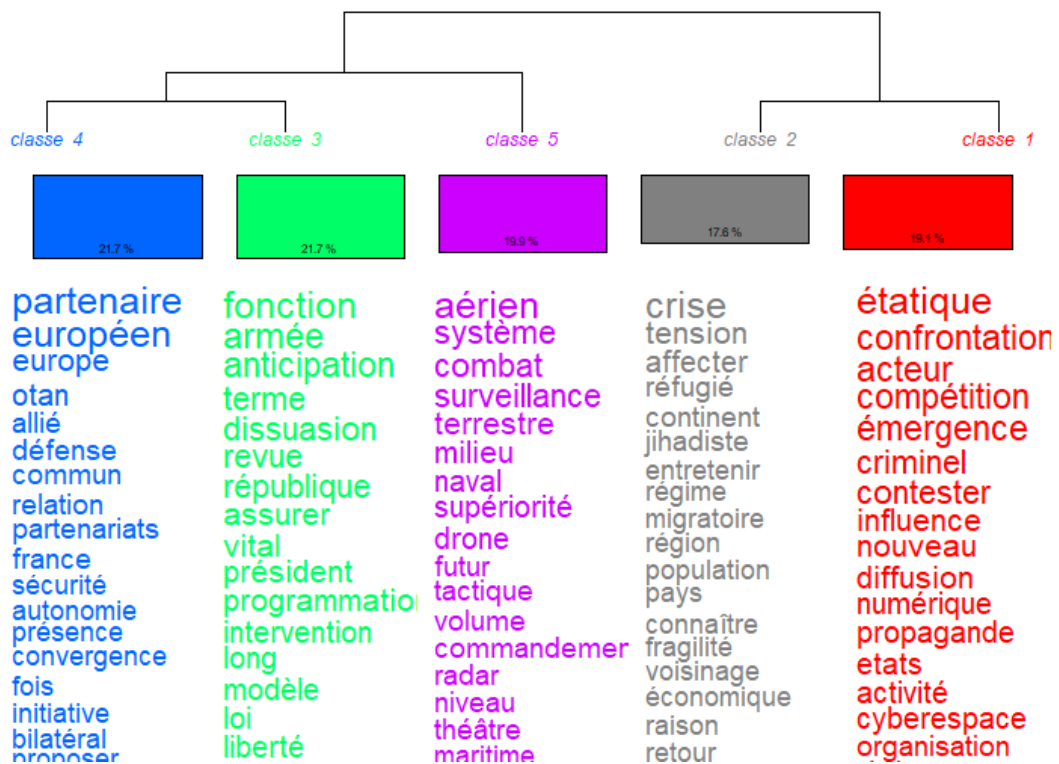 classe 4
classe 3
classe 5
classe 2
classe 1
21.7 %
21.7 %
19.9 %
17.6 %
19.1 %
partenaire
européen
europe
otan
allié
défense
commun
relation
partenariats
france
sécurité
autonomie
présence
convergence
fois
initiative
bilatéral
proposer
fonction
armée
anticipation
terme
dissuasion
revue
république
assurer
vital
président
programmatio
intervention
long
modèle
loi
liberté
aérien
système
combat
surveillance
terrestre
milieu
naval
supériorité
drone
futur
tactique
volume
commandemer
radar
niveau
théâtre
maritime
crise
tension
affecter
réfugié
continent
jihadiste
entretenir
régime
migratoire
région
population
pays
connaître
fragilité
voisinage
économique
raison
retour
étatique
confrontation
acteur
compétition
émergence
criminel
contester
influence
nouveau
diffusion
numérique
propagande
etats
activité
cyberespace
organisation